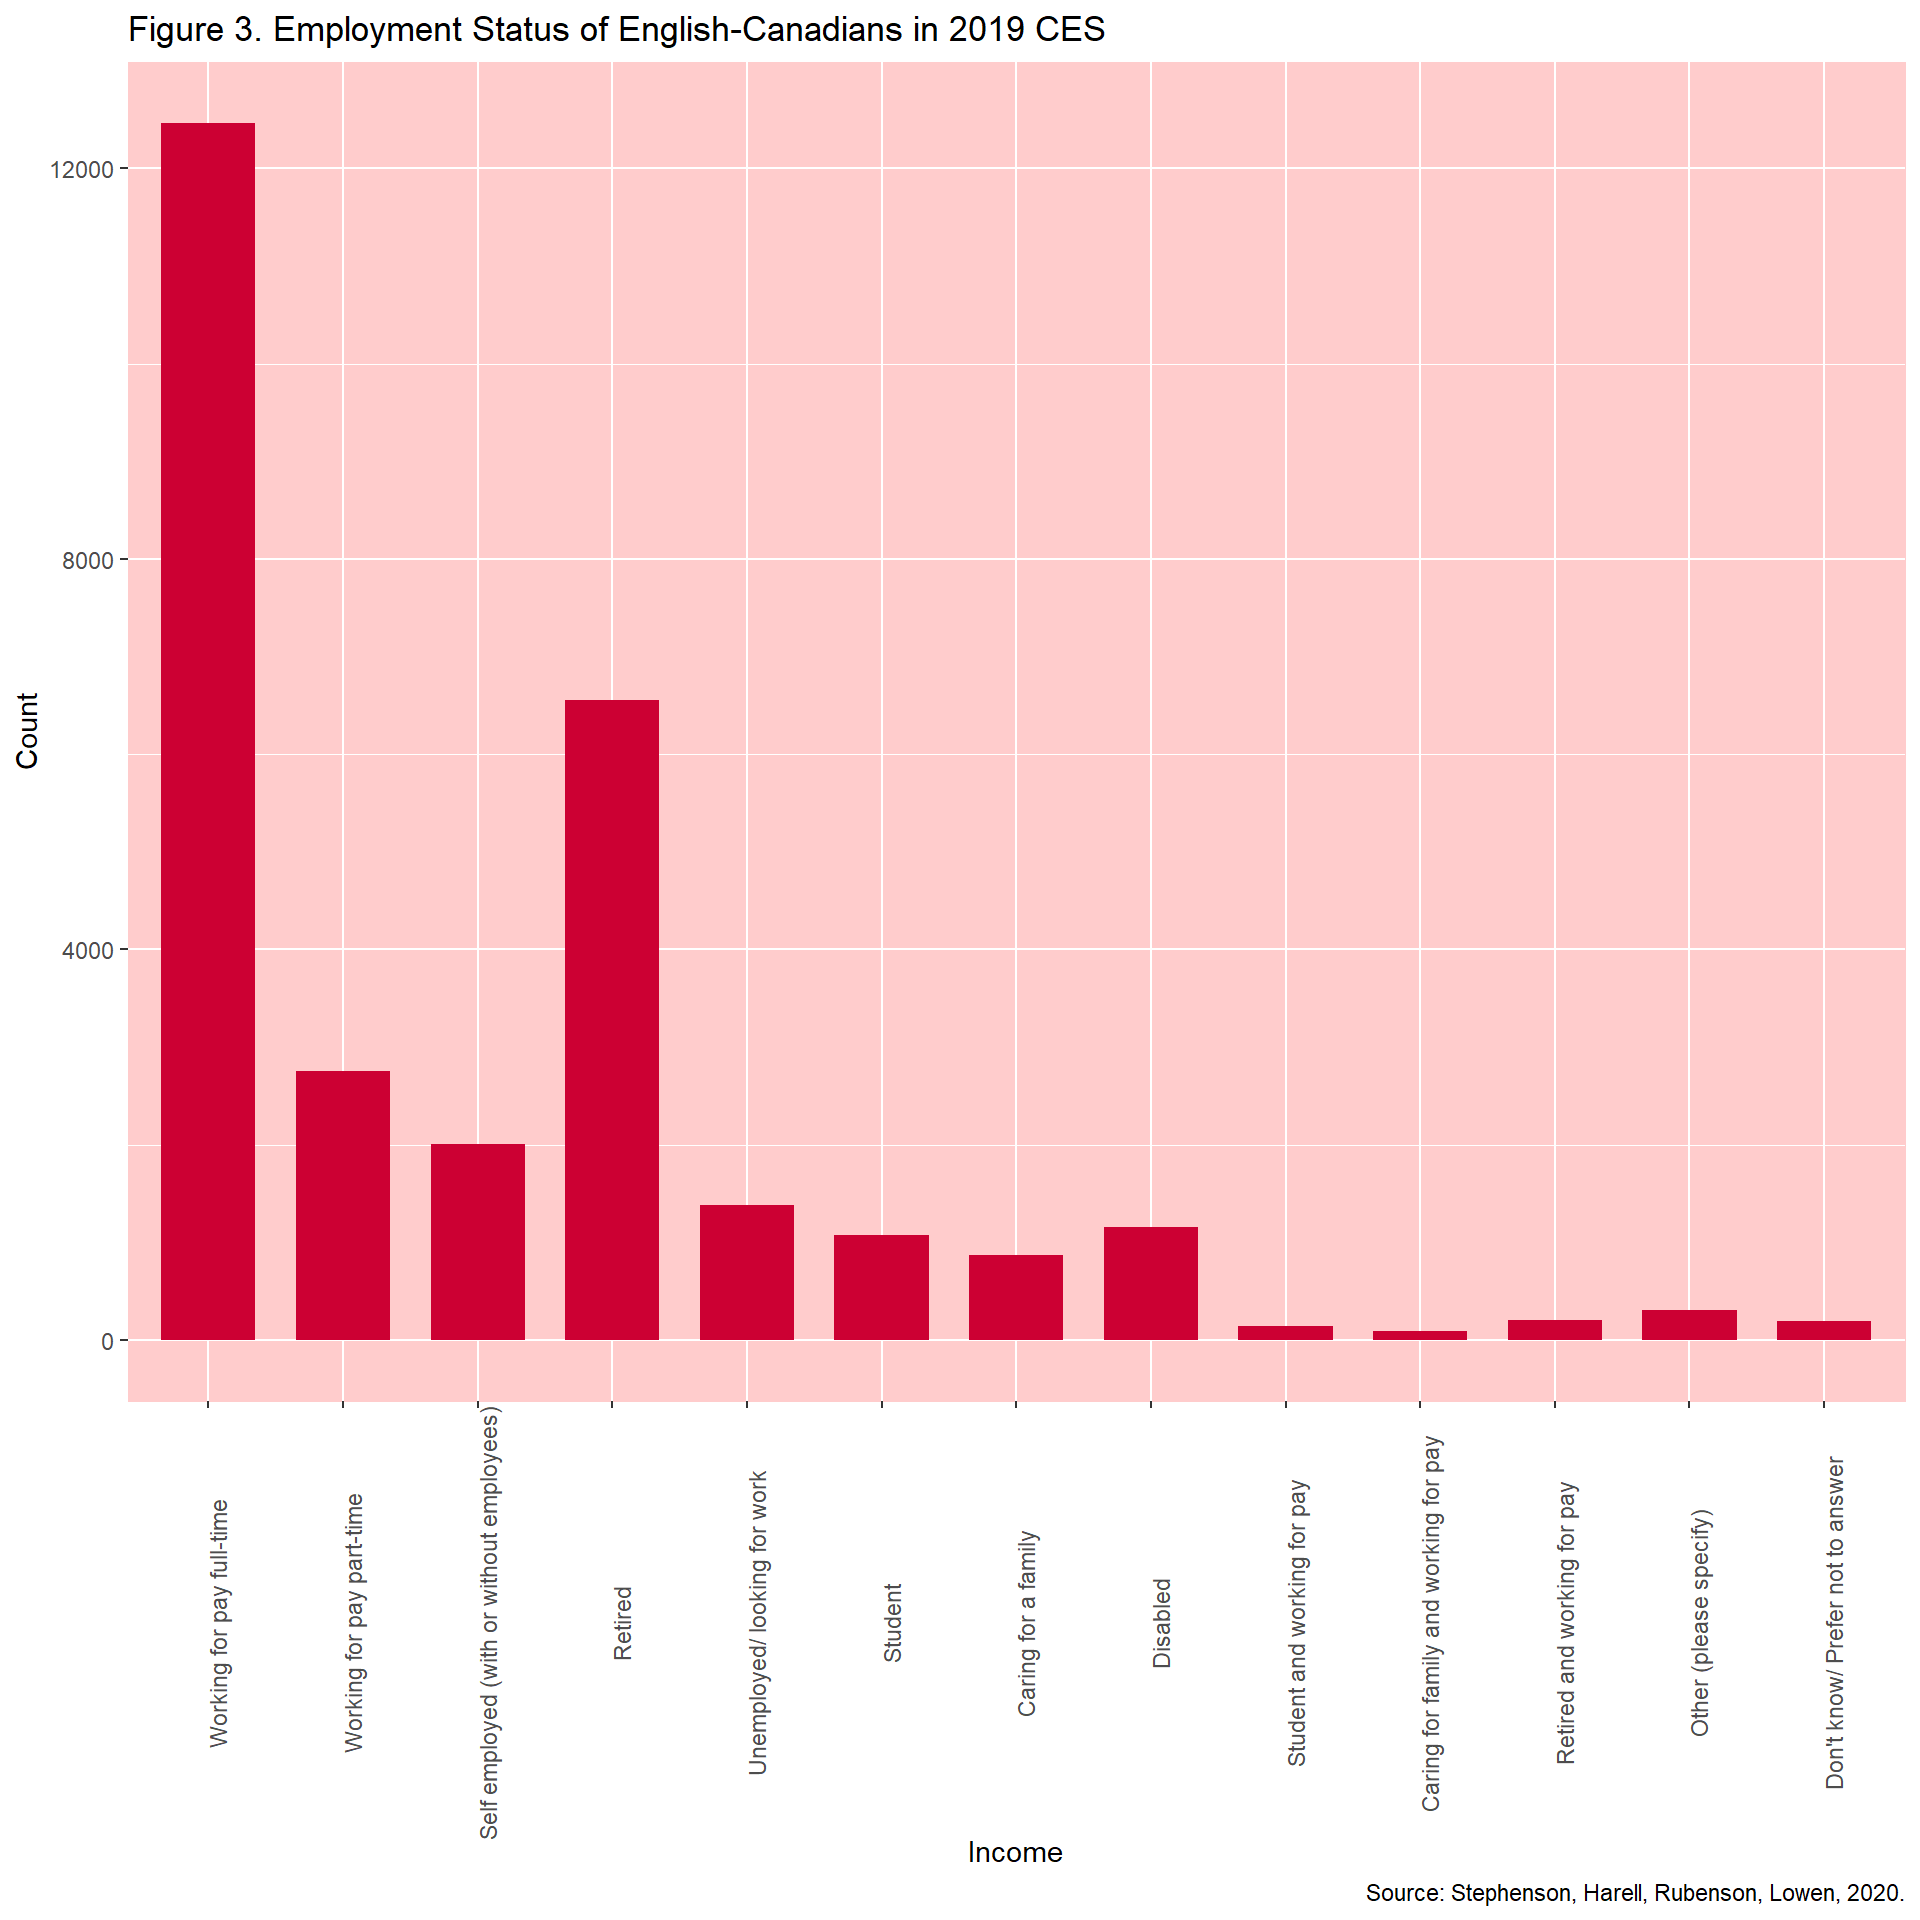 Figure 3. Employment Status of English-Canadians in 2019 CES
Count
12000
8000
4000
0
Working for pay full-time
Working for pay part-time
Self employed (with or without employees)
Retired
Unemployed/ looking for work
Student
Caring for a family
Disabled
Student and working for pay
Caring for family and working for pay
Retired and working for pay
Other (please specify)
Don't know/ Prefer not to answer
Income
Source: Stephenson, Harell, Rubenson, Lowen, 2020.